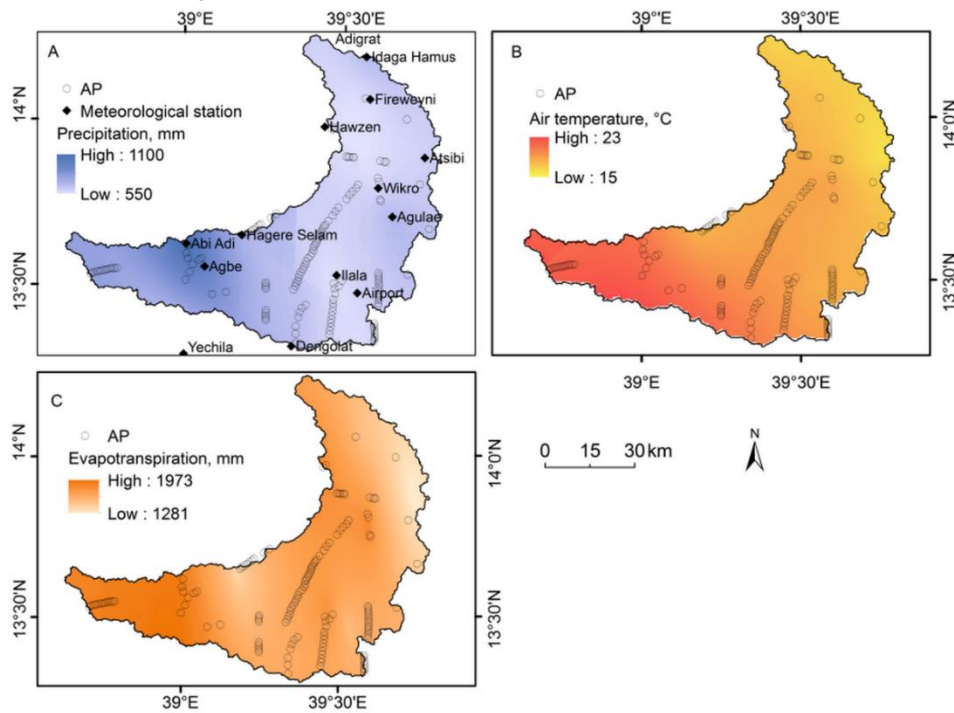 39°E 39°30'E
A
Adigrat
Idaga Hamus
AP
Meteorological station
Fireweyni
14°N
Hawzen
Precipitation, mm
High : 1100
Low : 550
Atsibi
Wikro
Agulae
Hagere Selam
Abi Adi
Agbe
Ilala
13°30'N
Airport
Yechila
Dengolat
B
AP
Air temperature, °C
High : 23
Low : 15
14°0'N
13°30'N
39°E 39°30'E
C
AP
Evapotranspiration, mm
High : 1973
Low : 1281
14°N
14°0'N
13°30'N
13°30'N
39°E 39°30'E
0 15 30 km
N